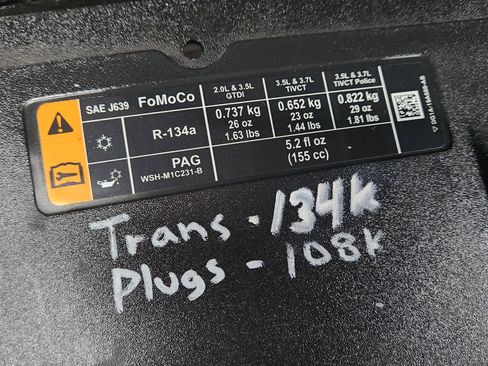 SAE J639 FoMoCo 2.0L & 3.5L GTDI 3.5L & 3.7L TIVCT 3.5L & 3.7L TIVCT Police
R-134a 0.737 kg 26 oz 1.63 lbs 0.652 kg 23 oz 1.44 lbs 0.822 kg 29 oz 1.81 lbs
PAG WSH-M1C231-B 5.2 fl oz (155 cc)
Trans - 134k
Plugs - 108k